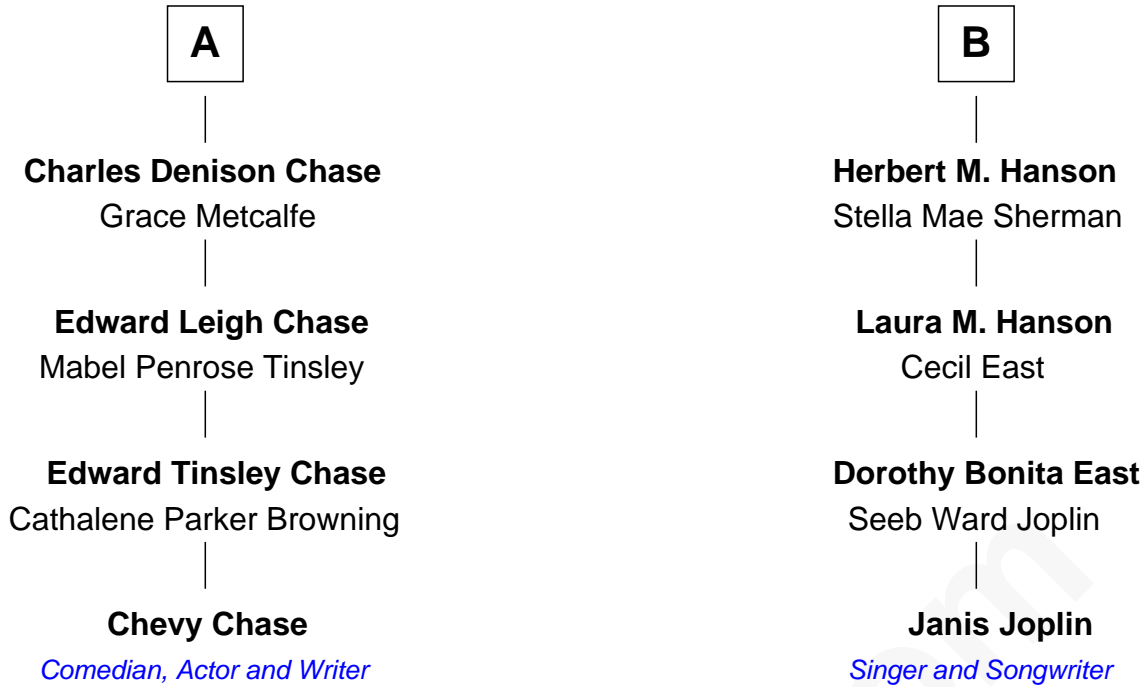 A
B
Charles Denison Chase
Grace Metcalfe
Herbert M. Hanson
Stella Mae Sherman
Edward Leigh Chase
Mabel Penrose Tinsley
Laura M. Hanson
Cecil East
Edward Tinsley Chase
Cathalene Parker Browning
Dorothy Bonita East
Seeb Ward Joplin
Chevy Chase
Comedian, Actor and Writer
Janis Joplin
Singer and Songwriter